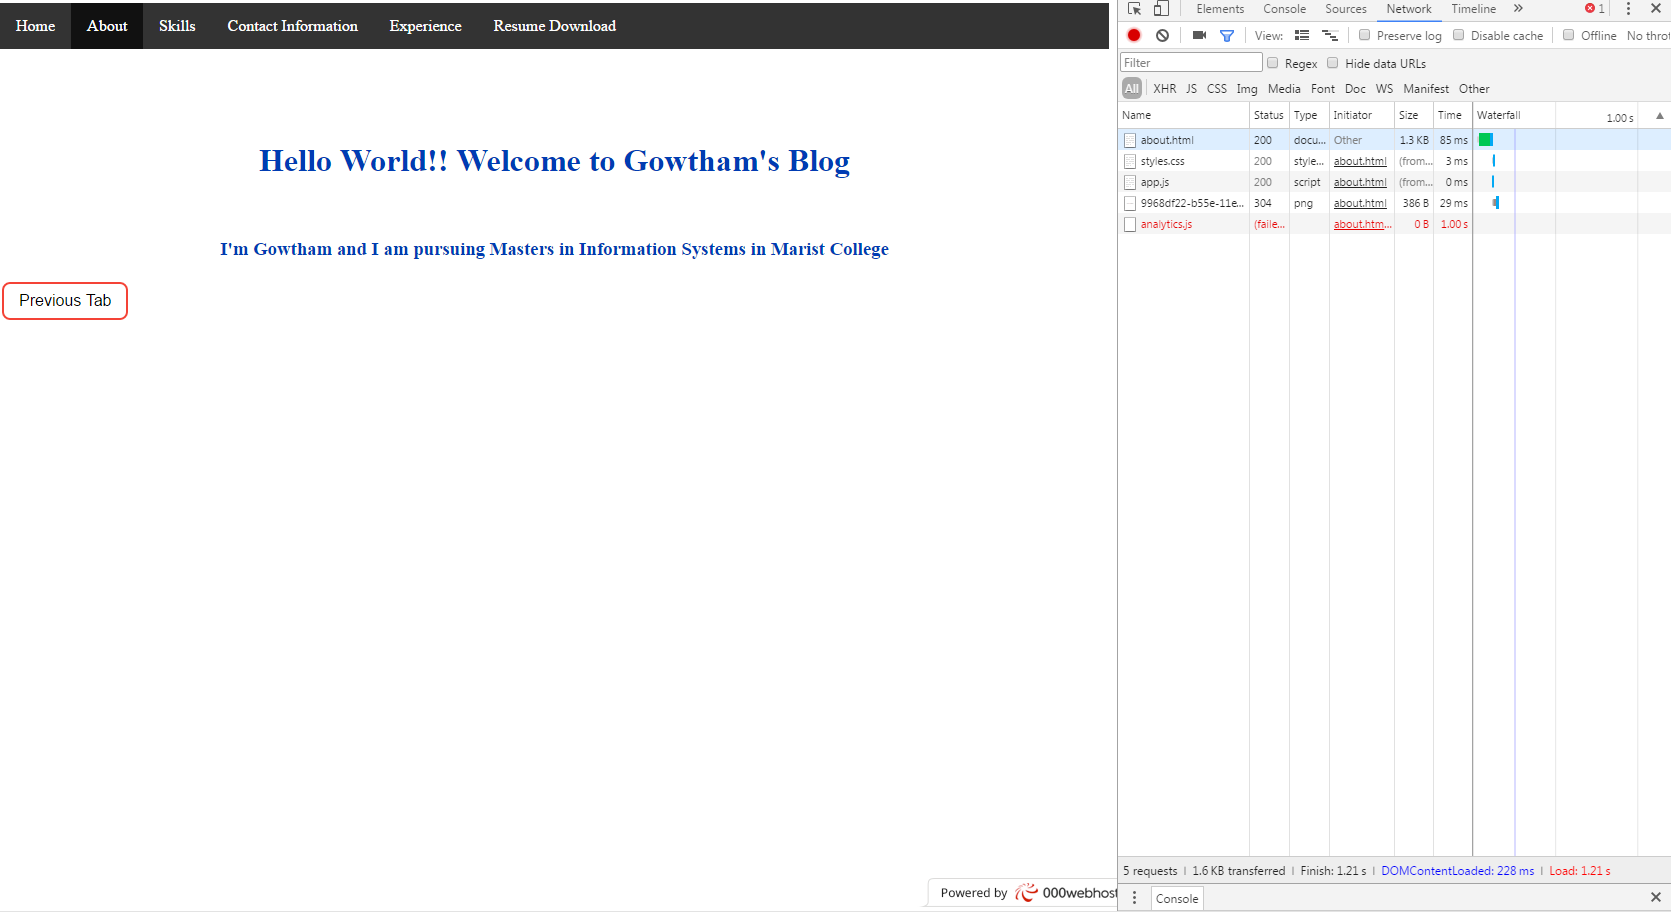 Home About Skills Contact Information Experience Resume Download
Hello World!! Welcome to Gowtham's Blog
I'm Gowtham and I am pursuing Masters in Information Systems in Marist College
Previous Tab
Powered by 000webhost
Elements Console Sources Network Timeline » 1
View: Preserve log Disable cache Offline No throt
Filter Regex Hide data URLs
All XHR JS CSS Img Media Font Doc WS Manifest Other
Name Status Type Initiator Size Time Waterfall 1.00 s
about.html 200 docu... Other 1.3 KB 85 ms
styles.css 200 style... about.html (from... 3 ms
app.js 200 script about.html (from... 0 ms
9968df22-b55e-11e... 304 png about.html 386 B 29 ms
analytics.js (faile... about.htm... 0 B 1.00 s
5 requests | 1.6 KB transferred | Finish: 1.21 s | DOMContentLoaded: 228 ms | Load: 1.21 s
Console